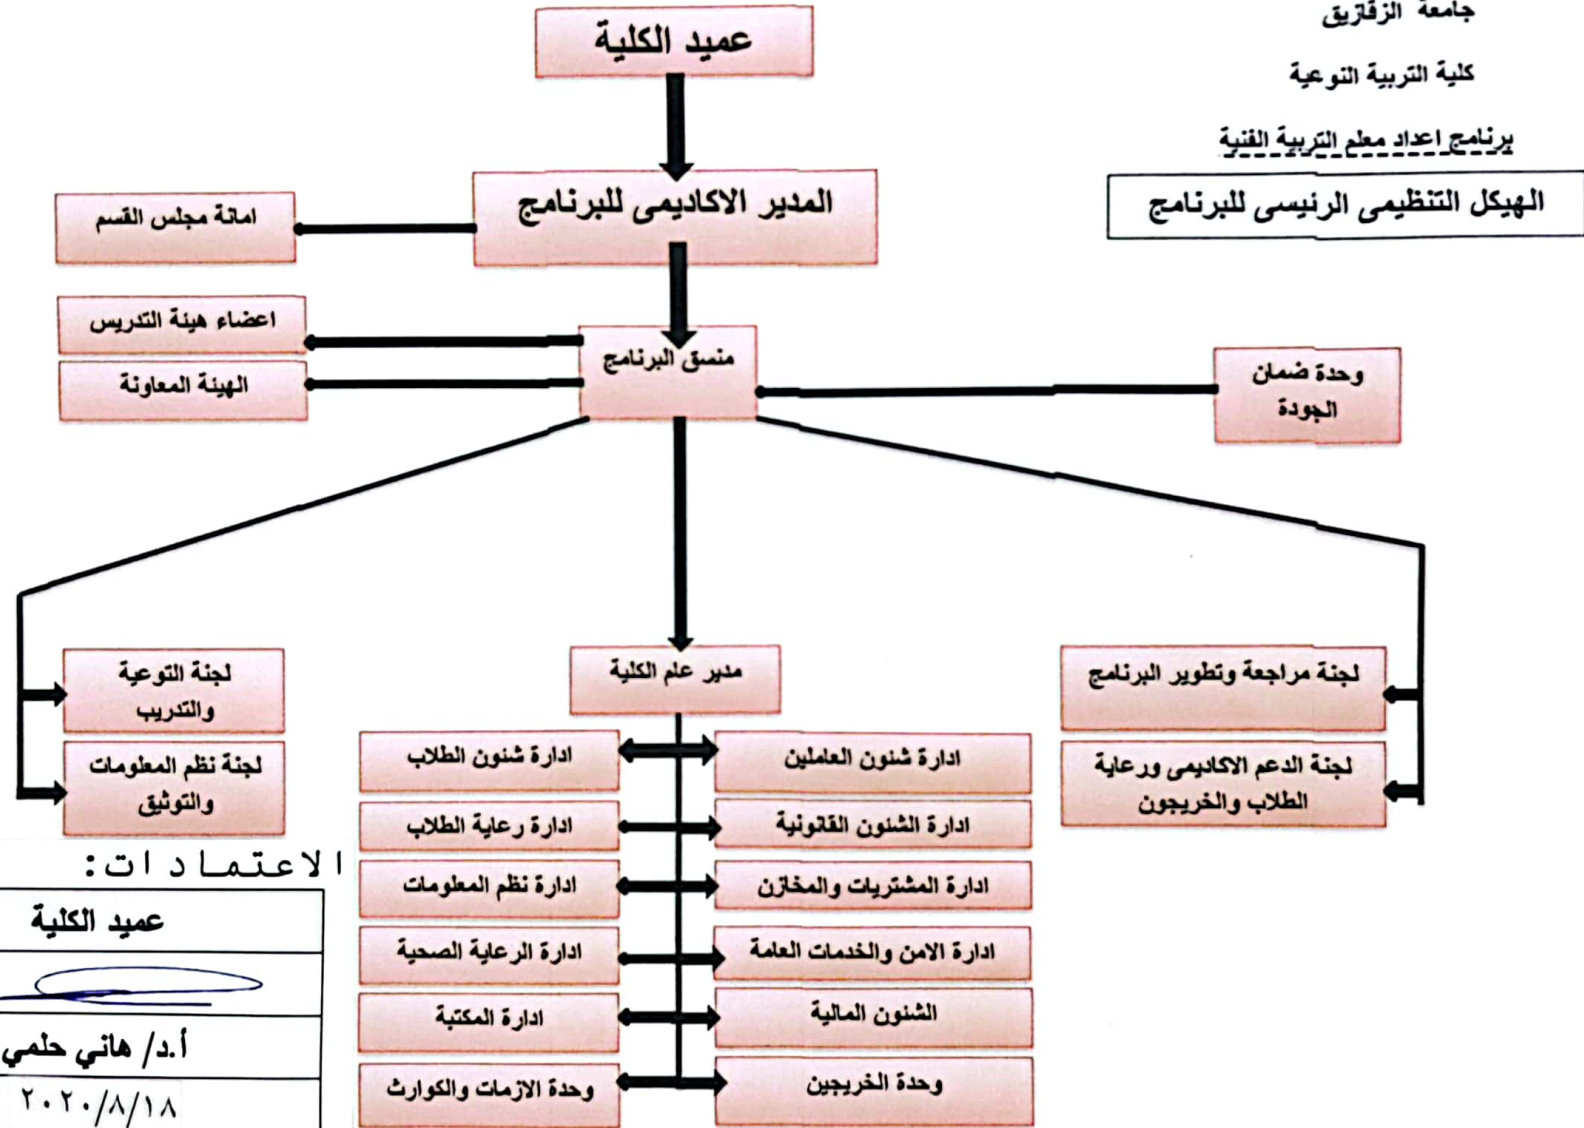 جامعة الزقازيق
كلية التربية النوعية
برنامج اعداد معلم التربية الفنية
الهيكل التنظيمى الرئيسى للبرنامج
عميد الكلية
المدير الاكاديمى للبرنامج
امانة مجلس القسم
اعضاء هيئة التدريس
الهيئة المعاونة
منسق البرنامج
وحدة ضمان
الجودة
لجنة مراجعة وتطوير البرنامج
لجنة الدعم الاكاديمى ورعاية
الطلاب والخريجون
مدير عام الكلية
ادارة شئون العاملين
ادارة شئون الطلاب
ادارة الشئون القانونية
ادارة رعاية الطلاب
ادارة المشتريات والمخازن
ادارة نظم المعلومات
ادارة الامن والخدمات العامة
ادارة الرعاية الصحية
الشئون المالية
ادارة المكتبة
وحدة الخريجين
وحدة الازمات والكوارث
لجنة التوعية
والتدريب
لجنة نظم المعلومات
والتوثيق
الاعتمادات:
عميد الكلية
أ.د/ هاني حلمي
٢٠٢٠/٨/١٨